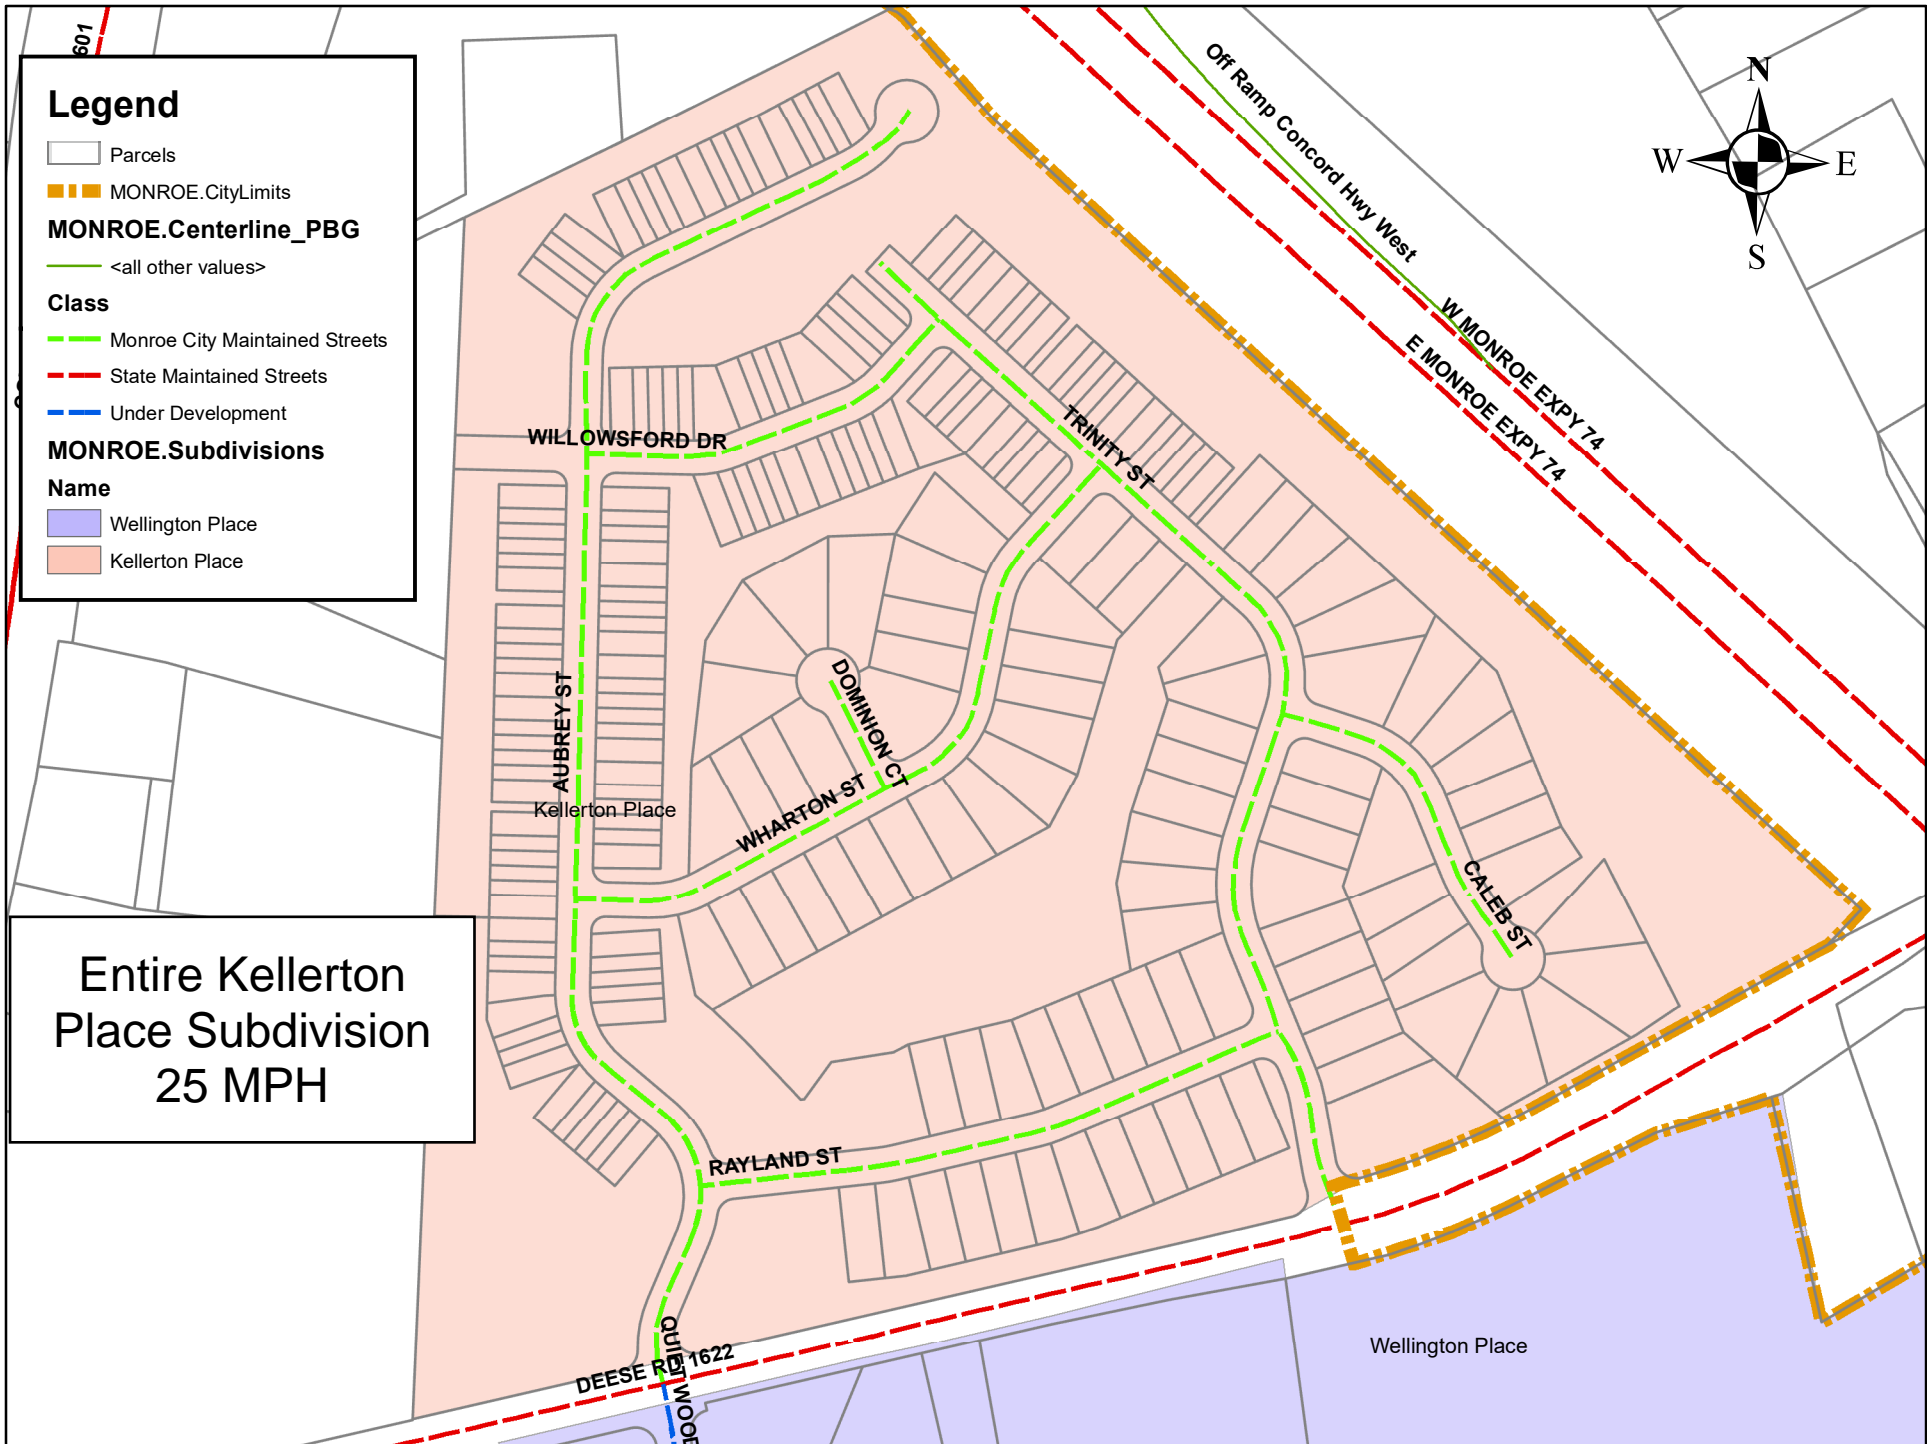 601
Legend
Parcels
MONROE.CityLimits
MONROE.Centerline_PBG
<all other values>
Class
Monroe City Maintained Streets
State Maintained Streets
Under Development
MONROE.Subdivisions
Name
Wellington Place
Kellerton Place
N
W
E
S
Off Ramp Concord Hwy West
W MONROE EXPY 74
E MONROE EXPY 74
WILLOWSFORD DR
TRINITY ST
AUBREY ST
DOMINION CT
WHARTON ST
Kellerton Place
CALEB ST
Entire Kellerton
Place Subdivision
25 MPH
RAYLAND ST
DEESE RD 1622
Wellington Place